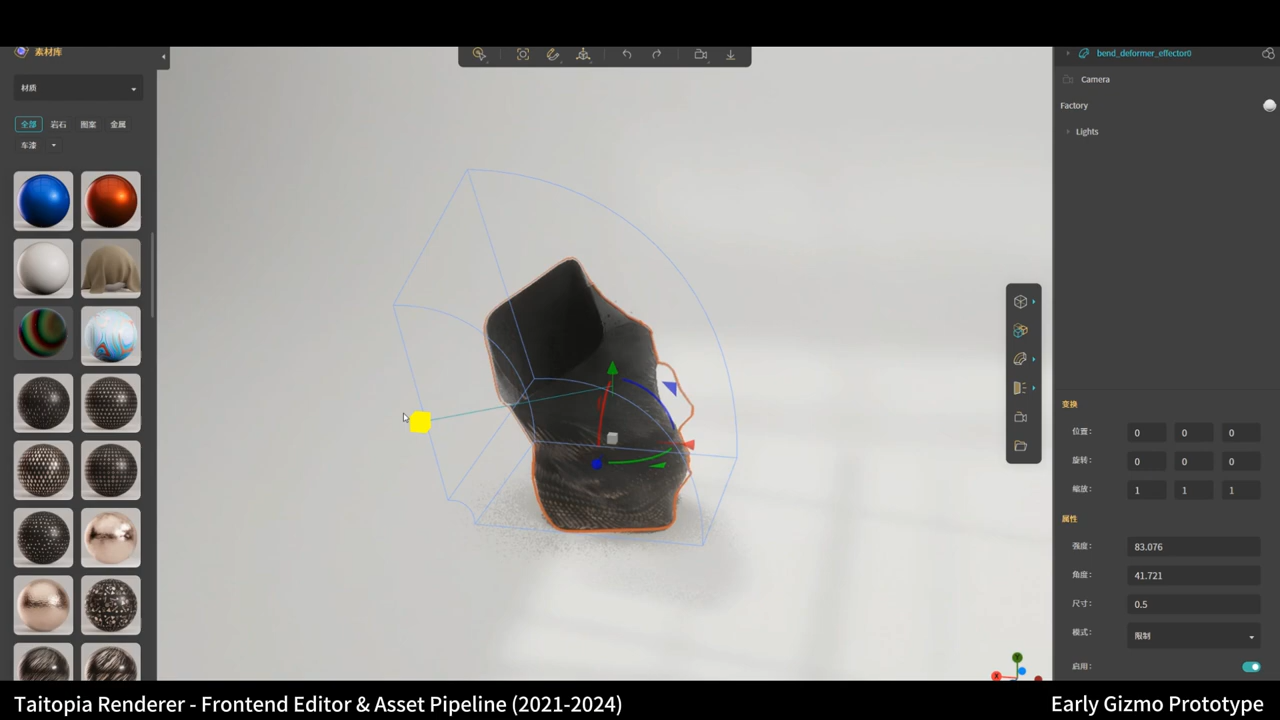 素材库
材质
全部 岩石 图案 金属
车漆
bend_deformer_effector0
Camera
Factory
Lights
变换
位置: 0 0 0
旋转: 0 0 0
缩放: 1 1 1
属性
强度: 83.076
角度: 41.721
尺寸: 0.5
模式: 限制
启用:
Y
X
Taitopia Renderer - Frontend Editor & Asset Pipeline (2021-2024)
Early Gizmo Prototype